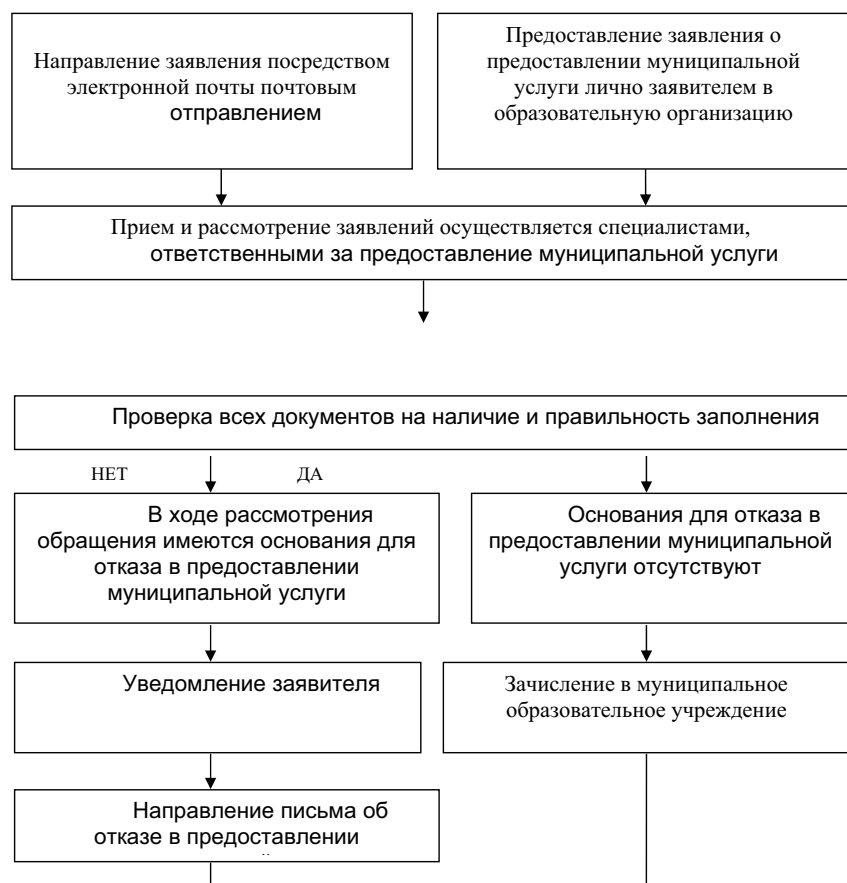 Направление заявления посредством
электронной почты почтовым
отправлением
Предоставление заявления о
предоставлении муниципальной
услуги лично заявителем в
образовательную организацию
Прием и рассмотрение заявлений осуществляется специалистами,
ответственными за предоставление муниципальной услуги
Проверка всех документов на наличие и правильность заполнения
НЕТ
ДА
В ходе рассмотрения
обращения имеются основания для
отказа в предоставлении
муниципальной услуги
Основания для отказа в
предоставлении муниципальной
услуги отсутствуют
Уведомление заявителя
Зачисление в муниципальное
образовательное учреждение
Направление письма об
отказе в предоставлении